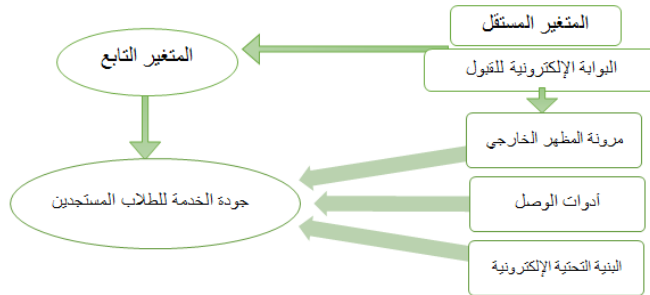 المتغير المستقل
المتغير التابع
البوابة الإلكترونية للقبول
مرونة المظهر الخارجي
جودة الخدمة للطلاب المستجدين
أدوات الوصل
البنية التحتية الإلكترونية